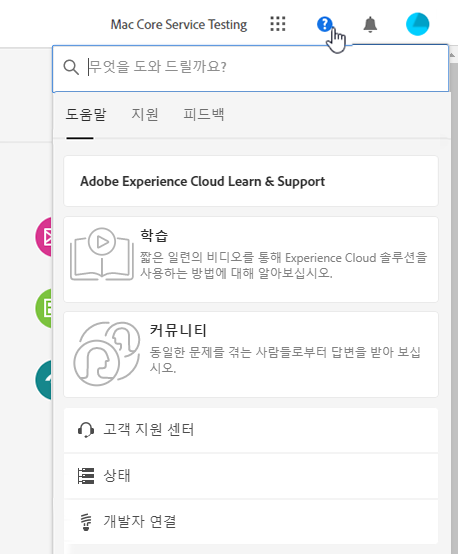 Mac Core Service Testing
무엇을 도와 드릴까요?
도움말 지원 피드백
Adobe Experience Cloud Learn & Support
학습
짧은 일련의 비디오를 통해 Experience Cloud 솔루션을
사용하는 방법에 대해 알아보십시오.
커뮤니티
동일한 문제를 겪는 사람들로부터 답변을 받아 보십
시오.
고객 지원 센터
상태
개발자 연결